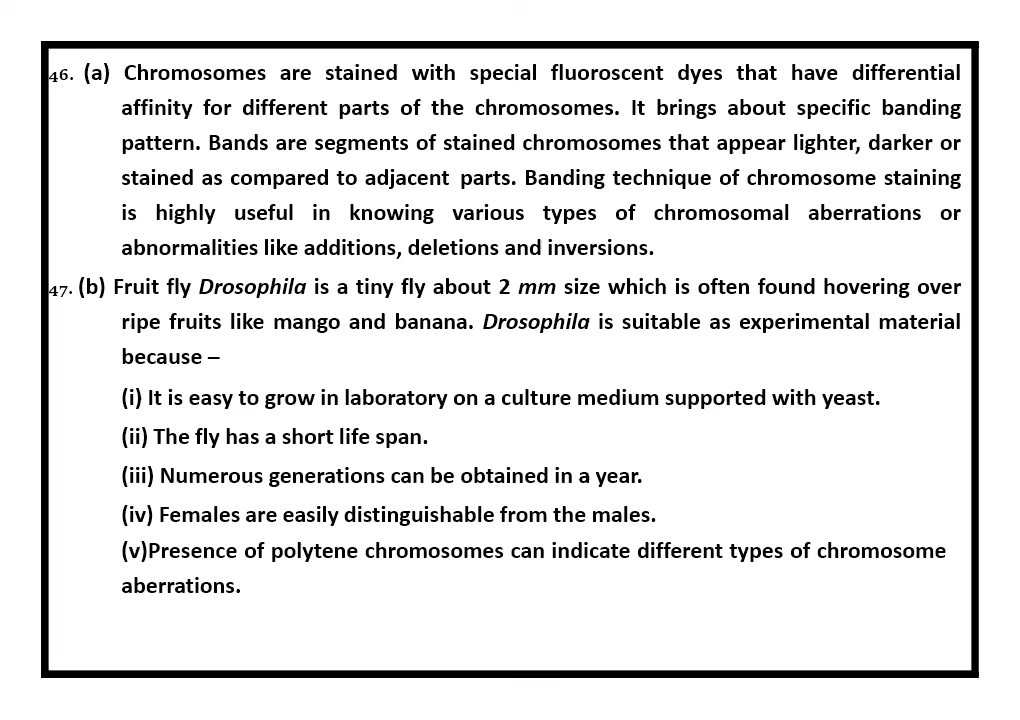 46. (a) Chromosomes are stained with special fluoroscent dyes that have differential
affinity for different parts of the chromosomes. It brings about specific banding
pattern. Bands are segments of stained chromosomes that appear lighter, darker or
stained as compared to adjacent parts. Banding technique of chromosome staining
is highly useful in knowing various types of chromosomal aberrations or
abnormalities like additions, deletions and inversions.
47. (b) Fruit fly Drosophila is a tiny fly about 2 mm size which is often found hovering over
ripe fruits like mango and banana. Drosophila is suitable as experimental material
because –
(i) It is easy to grow in laboratory on a culture medium supported with yeast.
(ii) The fly has a short life span.
(iii) Numerous generations can be obtained in a year.
(iv) Females are easily distinguishable from the males.
(v)Presence of polytene chromosomes can indicate different types of chromosome
aberrations.